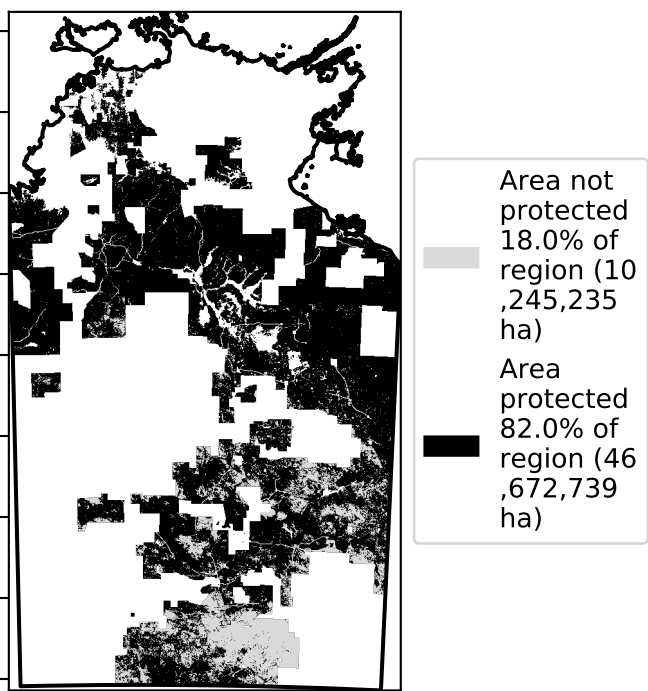 Area not
protected
18.0% of
region (10
,245,235
ha)
Area
protected
82.0% of
region (46
,672,739
ha)